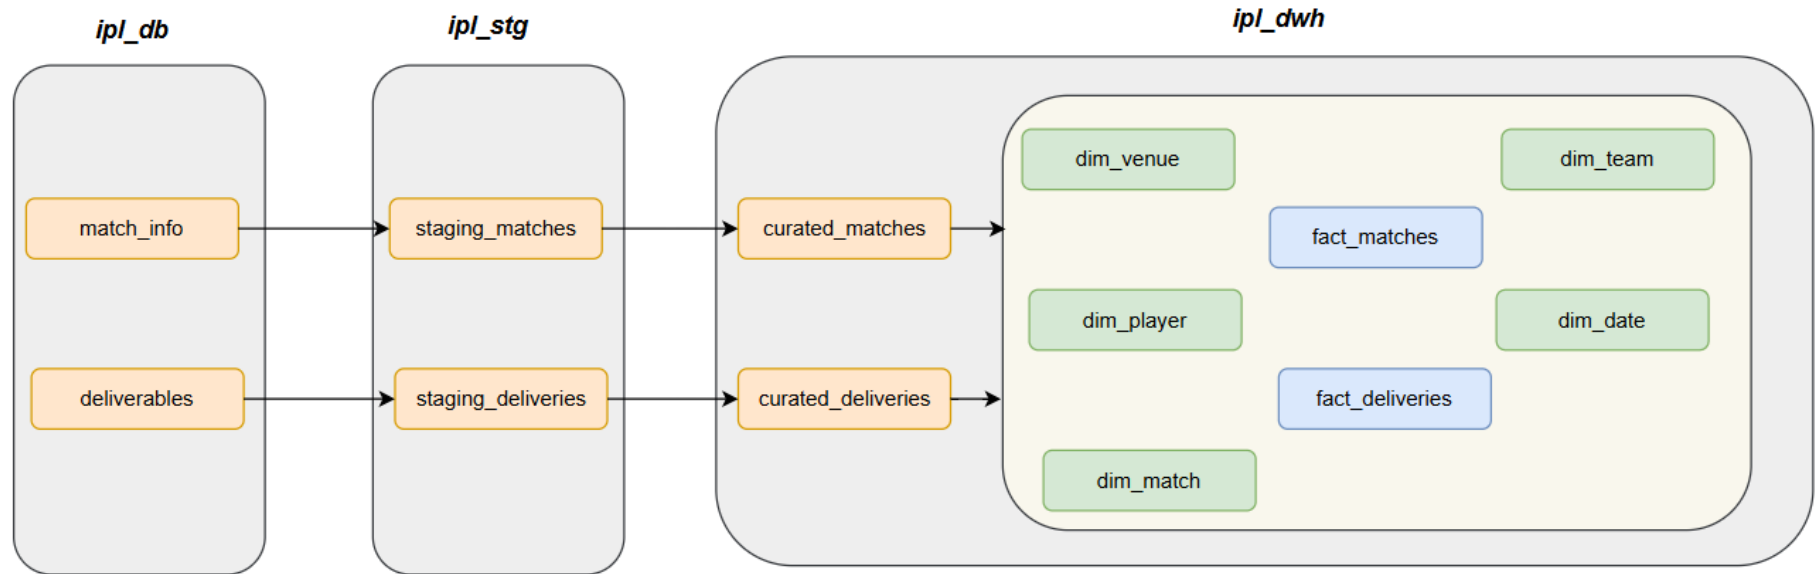 ipl_db
ipl_stg
ipl_dwh
match_info
staging_matches
curated_matches
deliverables
staging_deliveries
curated_deliveries
dim_venue
dim_team
fact_matches
dim_player
dim_date
fact_deliveries
dim_match